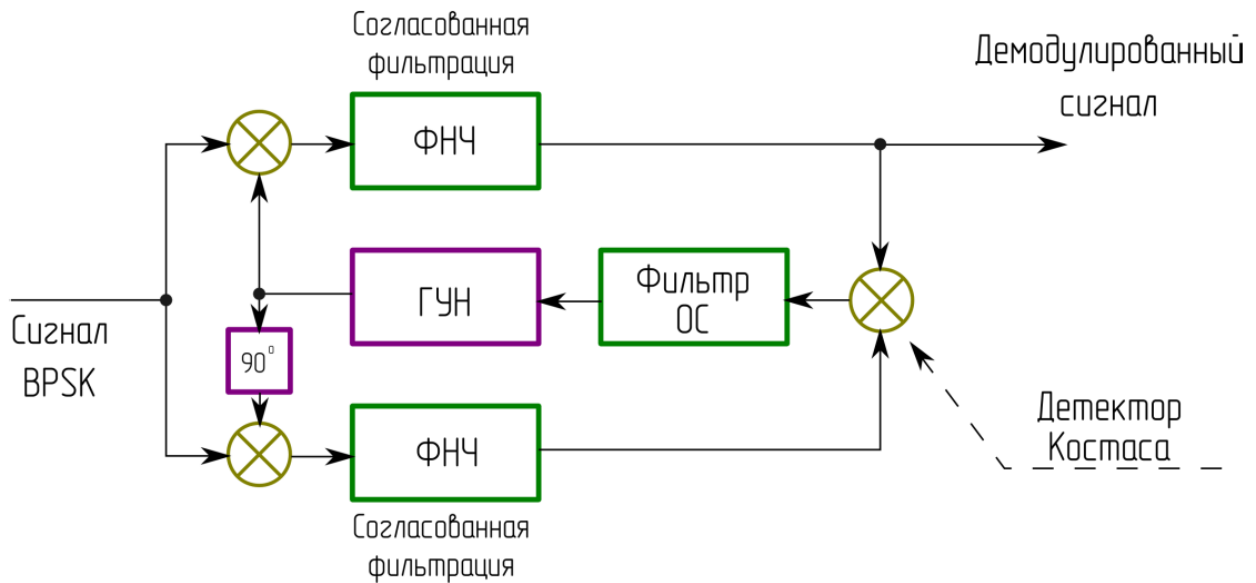 Согласованная
фильтрация
ФНЧ
Демодулированный
сигнал
Сигнал
BPSK
ГУН
Фильтр
ОС
90°
ФНЧ
Детектор
Костаса
Согласованная
фильтрация